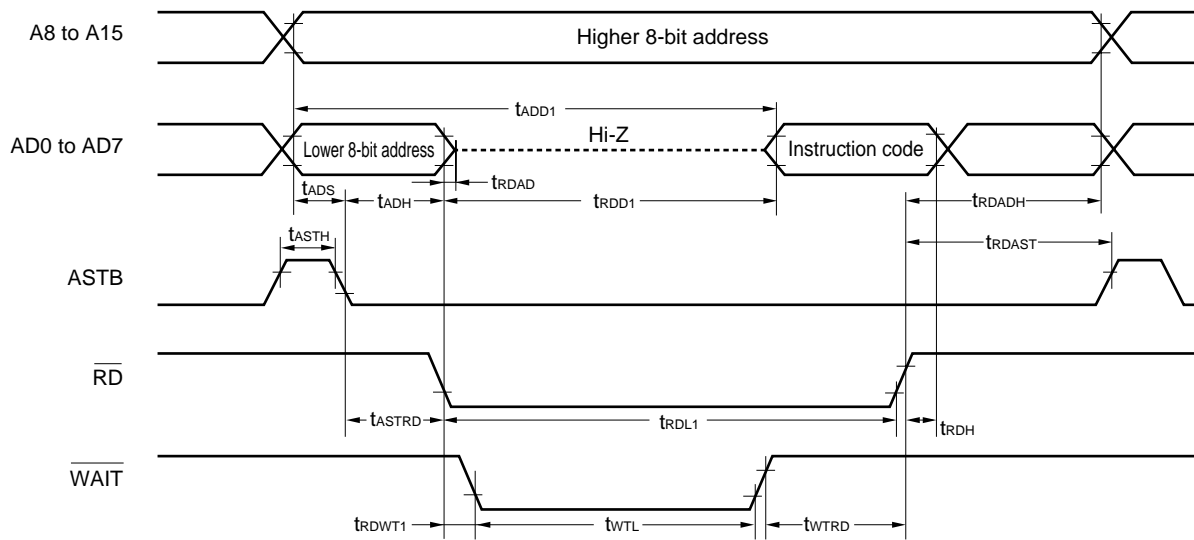 A8 to A15
Higher 8-bit address
tADD1
AD0 to AD7
Lower 8-bit address
Hi-Z
Instruction code
tRDAD
tADS
tADH
tRDD1
tRDADH
tASTH
tRDAST
ASTB
RD
tASTRD
tRDL1
tRDH
WAIT
tRDWT1
tWTL
tWTRD